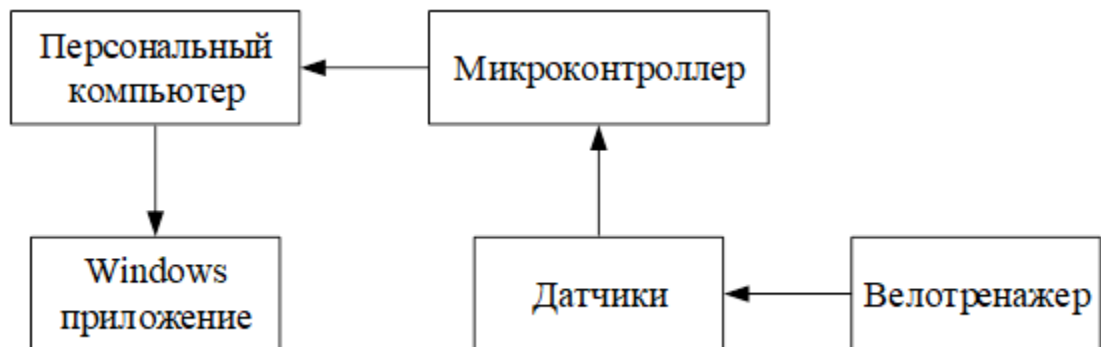 Персональный
компьютер
Микроконтроллер
Windows
приложение
Датчики
Велотренажер